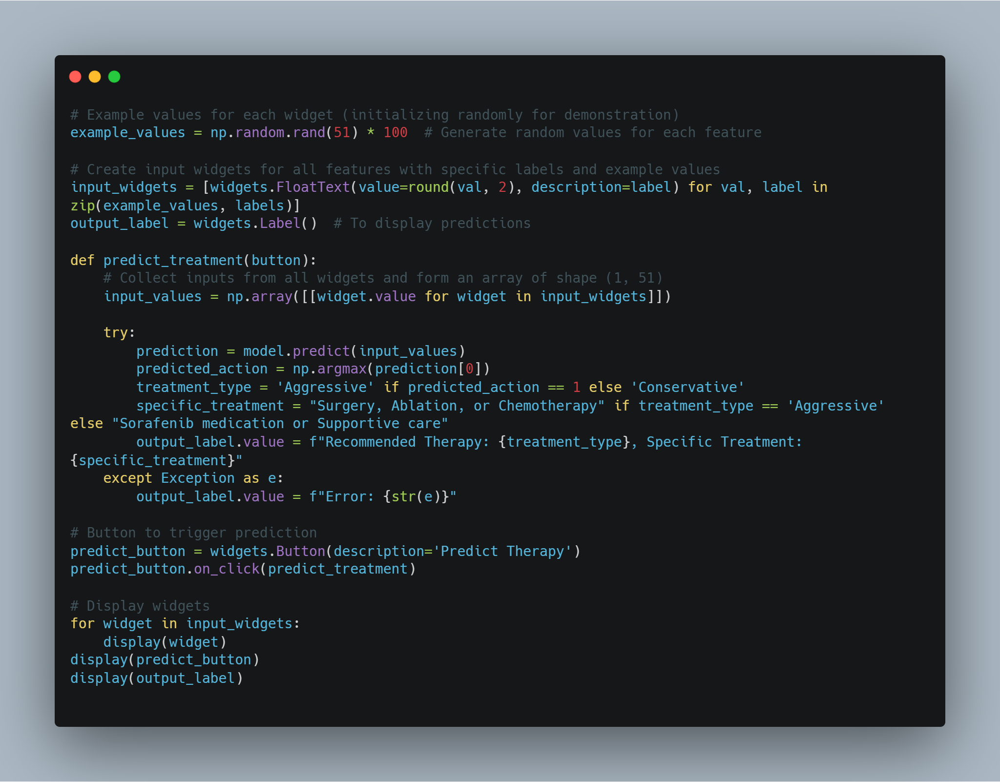 # Example values for each widget (initializing randomly for demonstration)
example_values = np.random.rand(51) * 100  # Generate random values for each feature

# Create input widgets for all features with specific labels and example values
input_widgets = [widgets.FloatText(value=round(val, 2), description=label) for val, label in
zip(example_values, labels)]
output_label = widgets.Label()  # To display predictions

def predict_treatment(button):
    # Collect inputs from all widgets and form an array of shape (1, 51)
    input_values = np.array([[widget.value for widget in input_widgets]])

    try:
        prediction = model.predict(input_values)
        predicted_action = np.argmax(prediction[0])
        treatment_type = 'Aggressive' if predicted_action == 1 else 'Conservative'
        specific_treatment = "Surgery, Ablation, or Chemotherapy" if treatment_type == 'Aggressive'
else "Sorafenib medication or Supportive care"
        output_label.value = f"Recommended Therapy: {treatment_type}, Specific Treatment:
{specific_treatment}"
    except Exception as e:
        output_label.value = f"Error: {str(e)}"

# Button to trigger prediction
predict_button = widgets.Button(description='Predict Therapy')
predict_button.on_click(predict_treatment)

# Display widgets
for widget in input_widgets:
    display(widget)
display(predict_button)
display(output_label)